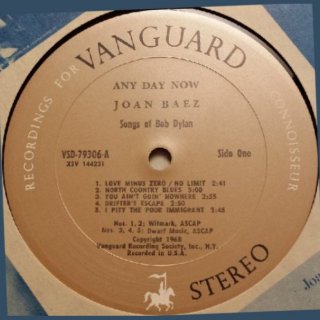 RECORDINGS FOR VANGUARD CONNOISSEUR
ANY DAY NOW
JOAN BAEZ
Songs of Bob Dylan
VSD-79306-A Side One
XSV 144231
1. LOVE MINUS ZERO / NO LIMIT 2:41
2. NORTH COUNTRY BLUES 5:00
3. YOU AIN'T GOIN' NOWHERE 2:55
4. DRIFTER'S ESCAPE 2:50
5. I PITY THE POOR IMMIGRANT 2:45
Nos. 1, 2; Witmark, ASCAP
Nos. 3, 4, 5; Dwarf Music, ASCAP
Copyright 1968
Vanguard Recording Society, Inc., N.Y.
Recorded in U.S.A.
STEREO